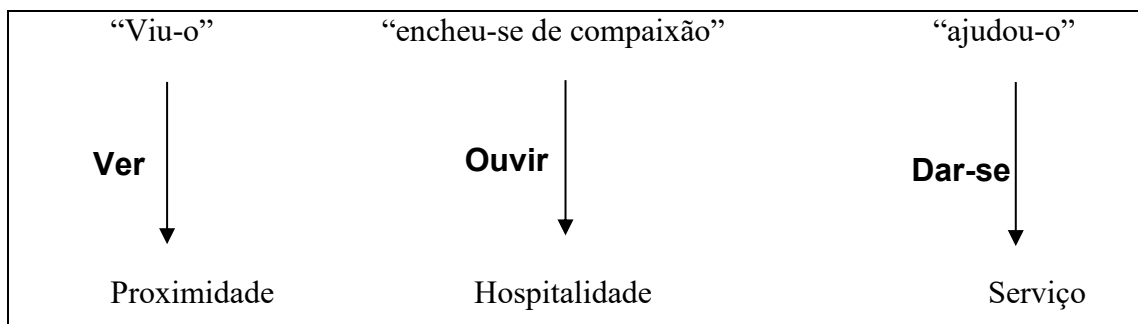 “Viu-o” “encheu-se de compaixão” “ajudou-o”
Ver Ouvir Dar-se
Proximidade Hospitalidade Serviço